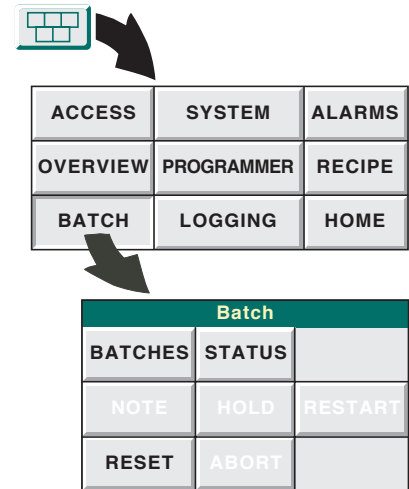 ACCESS SYSTEM ALARMS
OVERVIEW PROGRAMMER RECIPE
BATCH LOGGING HOME
Batch
BATCHES STATUS
NOTE HOLD RESTART
RESET ABORT